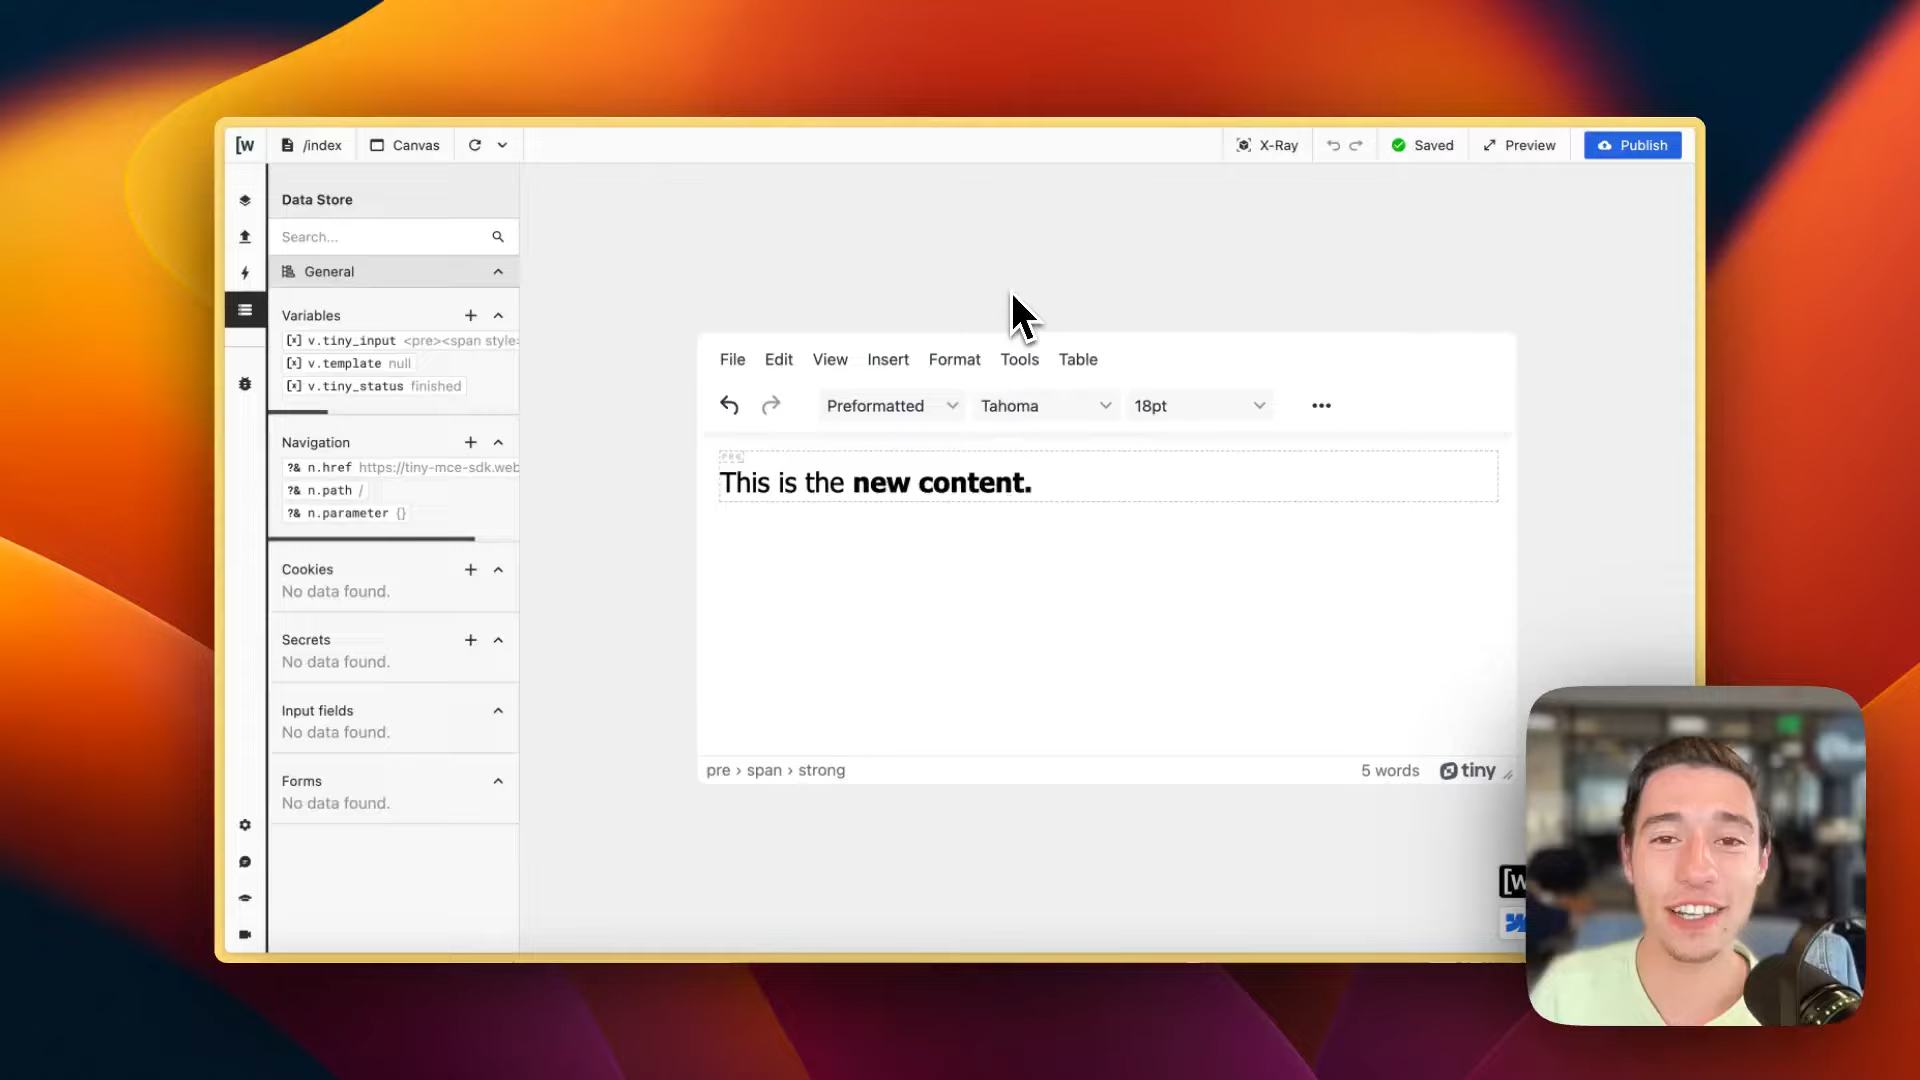 [W /index Canvas X-Ray Saved Preview Publish
Data Store
Search...
General
Variables
[x] v.tiny_input <pre><span style=
[x] v.template null
[x] v.tiny_status finished
Navigation
?& n.href https://tiny-mce-sdk.web
?& n.path /
?& n.parameter {}
Cookies
No data found.
Secrets
No data found.
Input fields
No data found.
Forms
No data found.
File Edit View Insert Format Tools Table
Preformatted Tahoma 18pt
PRE
This is the new content.
pre › span › strong 5 words tiny
[W